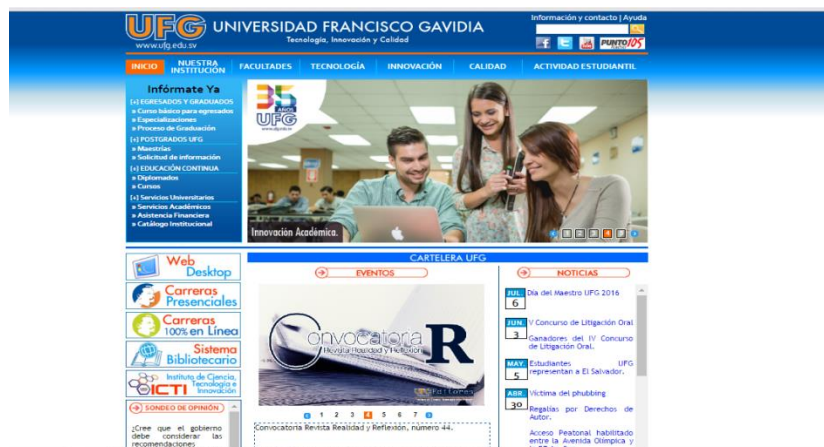 UFG
www.ufg.edu.sv
UNIVERSIDAD FRANCISCO GAVIDIA
Tecnología, Innovación y Calidad
Información y contacto | Ayuda
PUNTO105
INICIO
NUESTRA INSTITUCIÓN
FACULTADES
TECNOLOGÍA
INNOVACIÓN
CALIDAD
ACTIVIDAD ESTUDIANTIL
Infórmate Ya
[+] EGRESADOS Y GRADUADOS
» Curso básico para egresados
» Especializaciones
» Proceso de Graduación
[+] POSTGRADOS UFG
» Maestrías
» Solicitud de información
[+] EDUCACIÓN CONTINUA
» Diplomados
» Cursos
[+] Servicios Universitarios
» Servicios Académicos
» Asistencia Financiera
» Catálogo Institucional
35
AÑOS
UFG
Innovación Académica.
1 2 3 4 5
CARTELERA UFG
Web
Desktop
Carreras
Presenciales
Carreras
100% en Línea
Sistema
Bibliotecario
ICTI
Instituto de Ciencia,
Tecnología e
Innovación
SONDEO DE OPINIÓN
¿Cree que el gobierno
debe considerar las
recomendaciones
EVENTOS
Convocatoria R
Revista Realidad y Reflexión
1 2 3 4 5 6 7
Convocatoria Revista Realidad y Reflexión, número 44.
NOTICIAS
JUL. 6
Día del Maestro UFG 2016
JUN. 3
V Concurso de Litigación Oral
Ganadores del IV Concurso
de Litigación Oral.
MAY. 5
Estudiantes UFG
representan a El Salvador.
ABR. 30
Víctima del phubbing
Regalías por Derechos de
Autor.
Acceso Peatonal habilitado
entre la Avenida Olímpica y